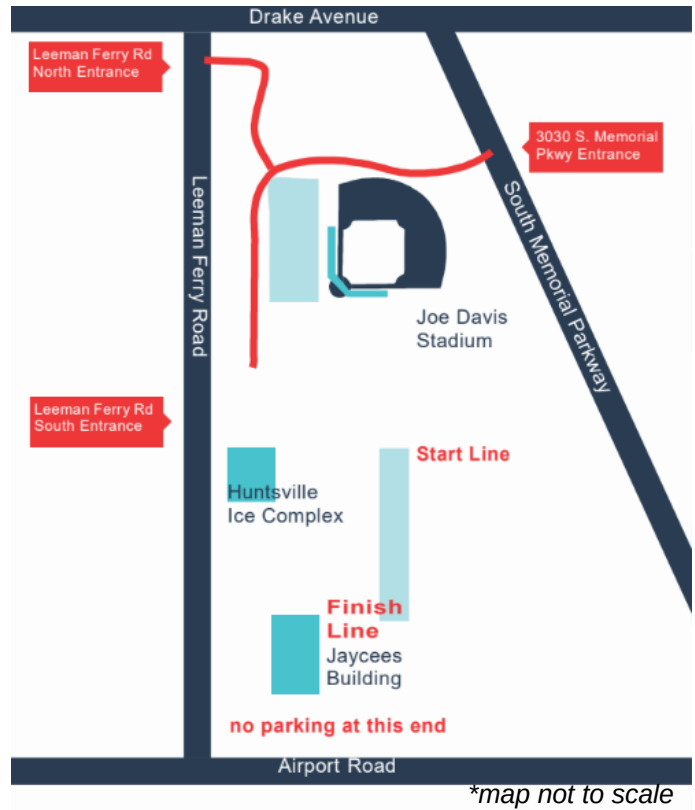 Drake Avenue
Leeman Ferry Rd
North Entrance
3030 S. Memorial
Pkwy Entrance
Leeman Ferry Road
South Memorial Parkway
Joe Davis
Stadium
Leeman Ferry Rd
South Entrance
Start Line
Huntsville
Ice Complex
Finish
Line
Jaycees
Building
no parking at this end
Airport Road
*map not to scale